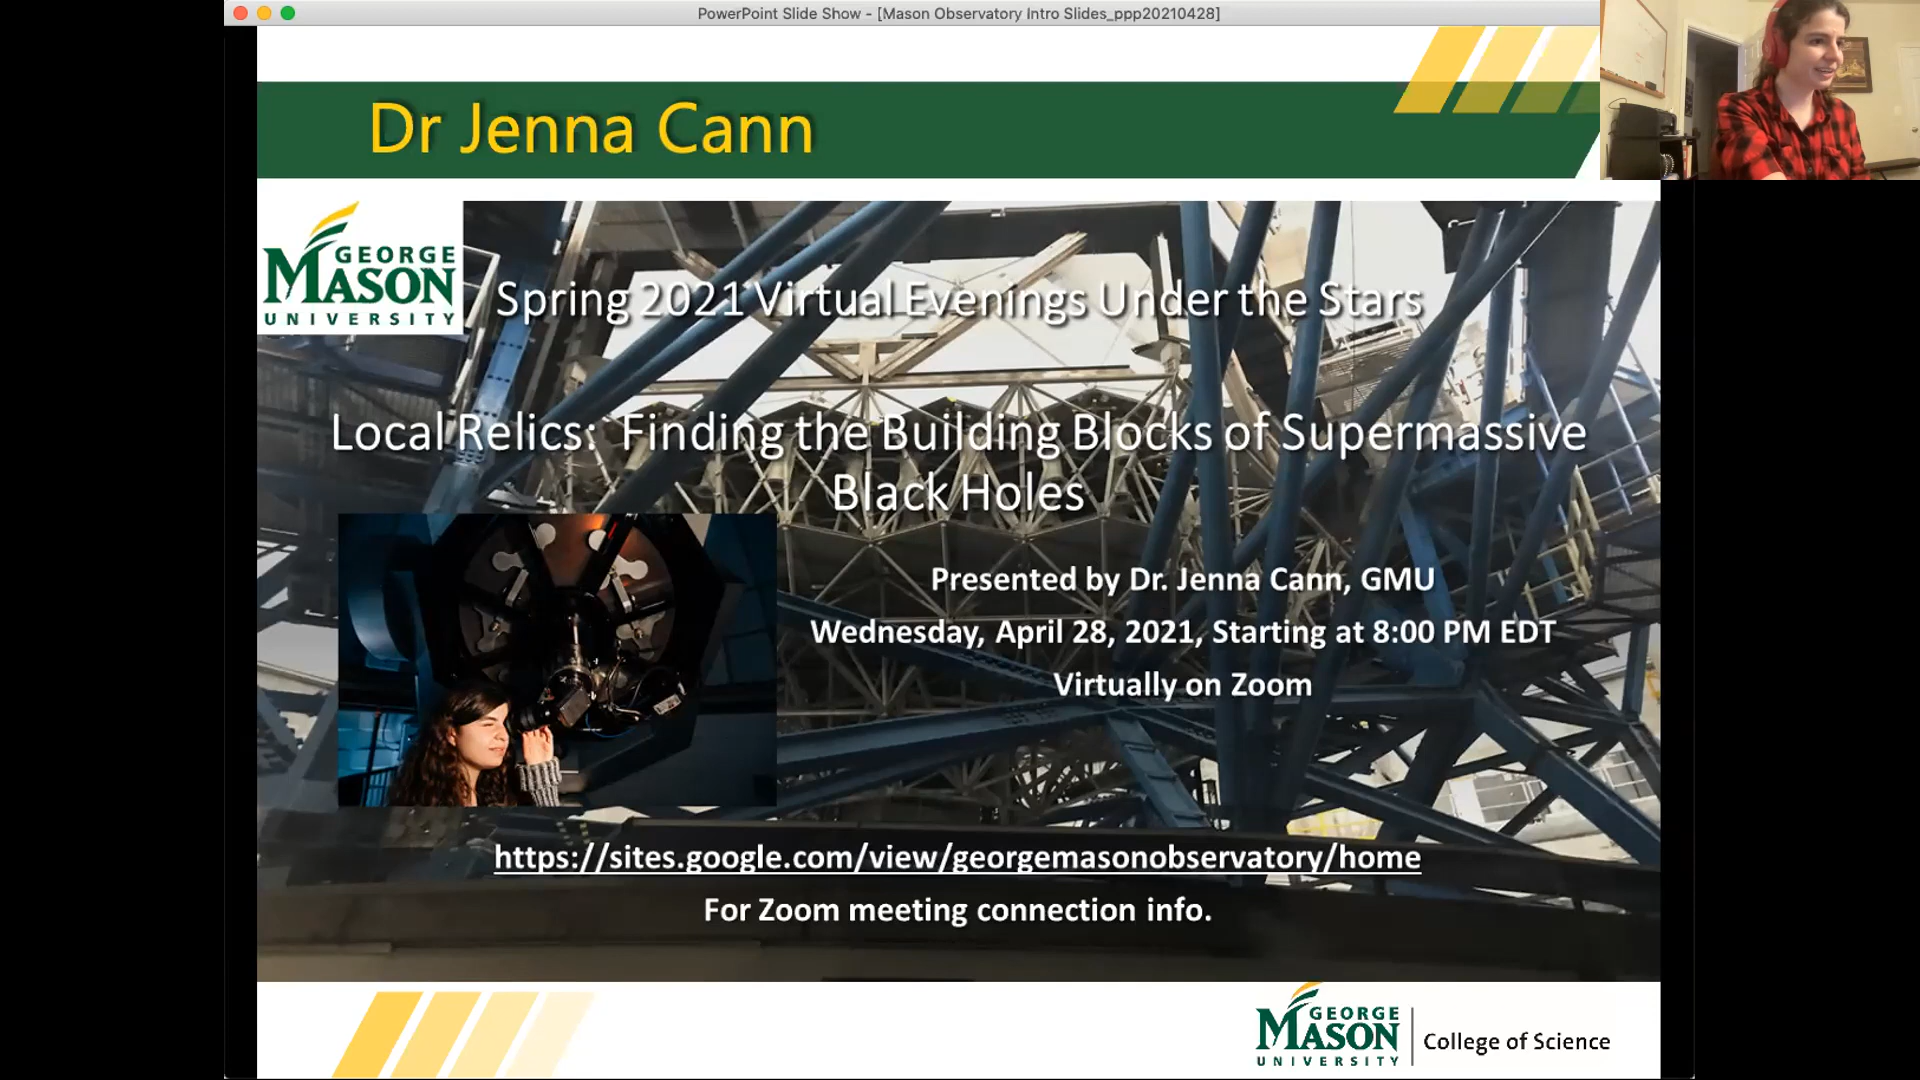 PowerPoint Slide Show - [Mason Observatory Intro Slides_ppp20210428]
Dr Jenna Cann
GEORGE
MASON
UNIVERSITY
Spring 2021 Virtual Evenings Under the Stars
Local Relics: Finding the Building Blocks of Supermassive
Black Holes
Presented by Dr. Jenna Cann, GMU
Wednesday, April 28, 2021, Starting at 8:00 PM EDT
Virtually on Zoom
https://sites.google.com/view/georgemasonobservatory/home
For Zoom meeting connection info.
GEORGE
MASON
UNIVERSITY
College of Science